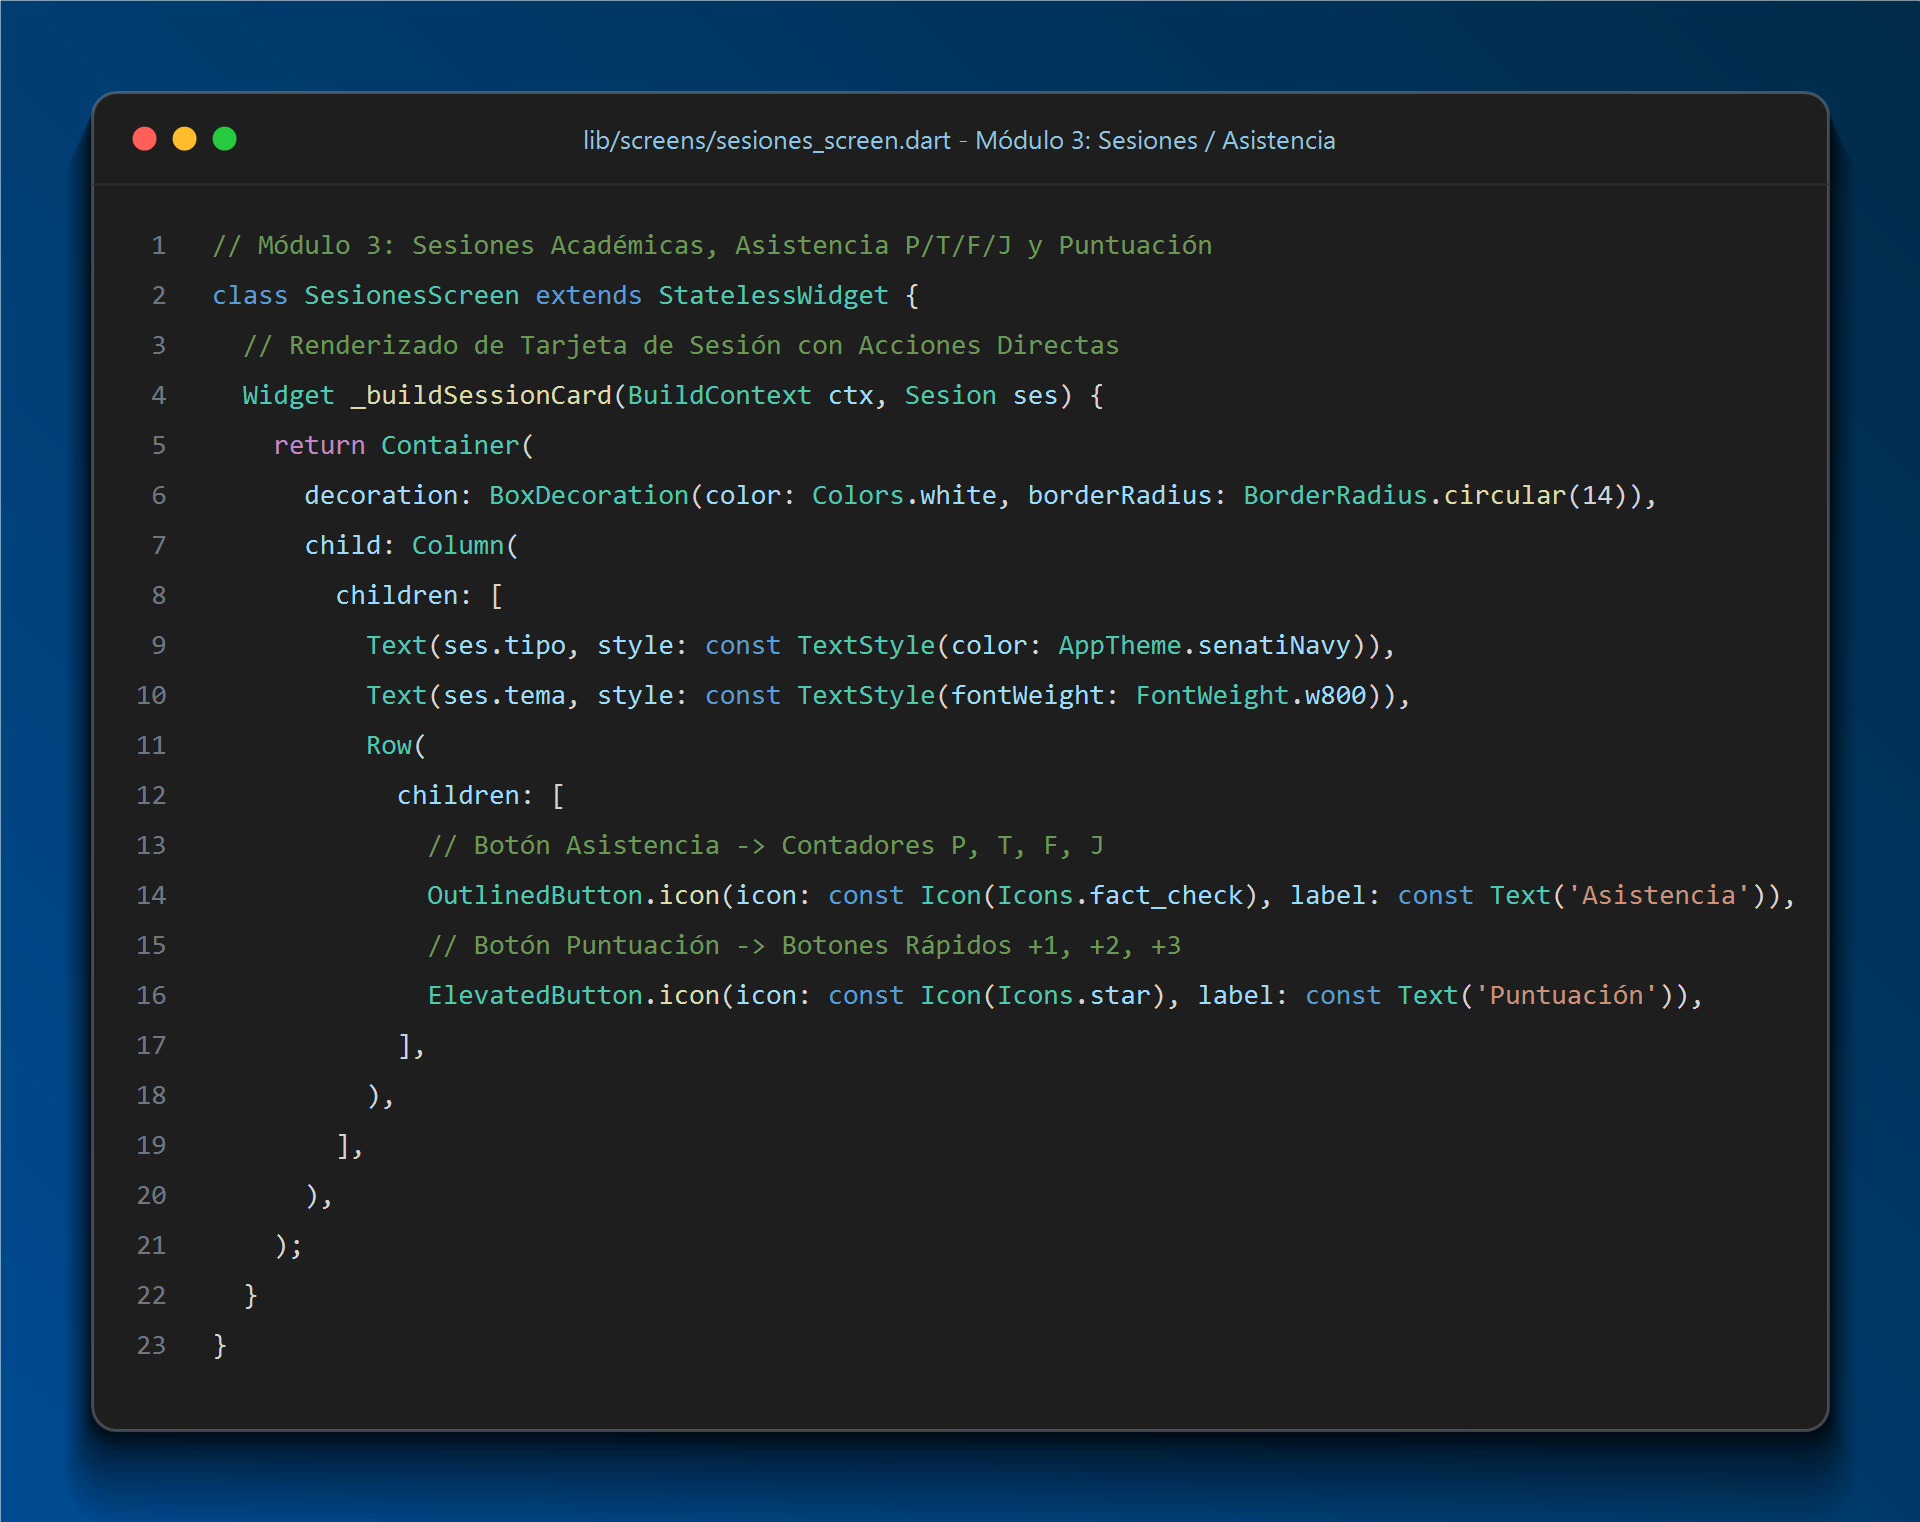 lib/screens/sesiones_screen.dart - Módulo 3: Sesiones / Asistencia
1 // Módulo 3: Sesiones Académicas, Asistencia P/T/F/J y Puntuación
2 class SesionesScreen extends StatelessWidget {
3   // Renderizado de Tarjeta de Sesión con Acciones Directas
4   Widget _buildSessionCard(BuildContext ctx, Sesion ses) {
5     return Container(
6       decoration: BoxDecoration(color: Colors.white, borderRadius: BorderRadius.circular(14)),
7       child: Column(
8         children: [
9           Text(ses.tipo, style: const TextStyle(color: AppTheme.senatiNavy)),
10           Text(ses.tema, style: const TextStyle(fontWeight: FontWeight.w800)),
11           Row(
12             children: [
13               // Botón Asistencia -> Contadores P, T, F, J
14               OutlinedButton.icon(icon: const Icon(Icons.fact_check), label: const Text('Asistencia')),
15               // Botón Puntuación -> Botones Rápidos +1, +2, +3
16               ElevatedButton.icon(icon: const Icon(Icons.star), label: const Text('Puntuación')),
17             ],
18           ),
19         ],
20       ),
21     );
22   }
23 }